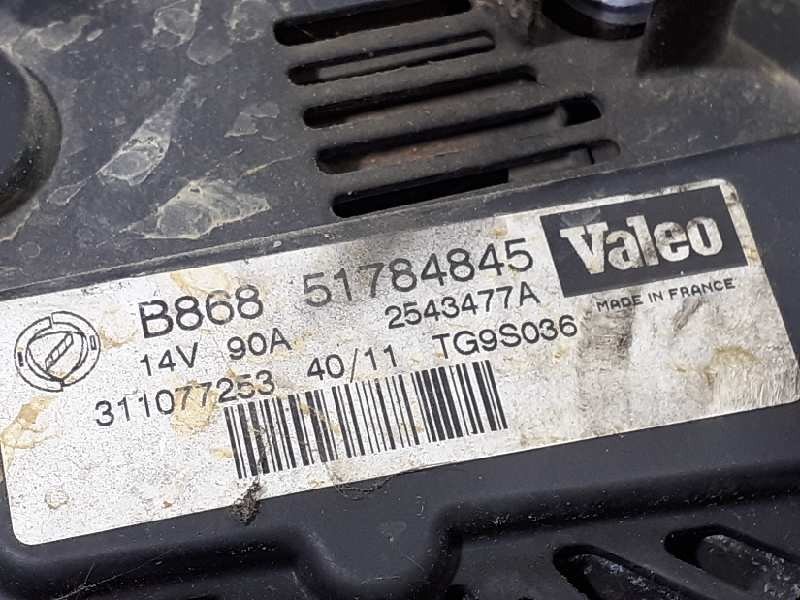 B868 51784845 Valeo
14V 90A 2543477A MADE IN FRANCE
311077253 40/11 TG9S036